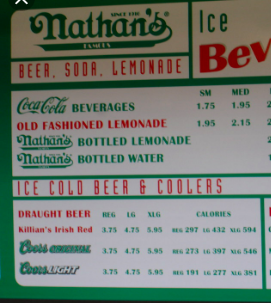 SINCE 1916
Nathan's
FAMOUS
Ice
Bev
BEER, SODA, LEMONADE
SM MED
Coca-Cola BEVERAGES 1.75 1.95 2
OLD FASHIONED LEMONADE 1.95 2.15 2
Nathan's BOTTLED LEMONADE 2
Nathan's BOTTLED WATER
ICE COLD BEER & COOLERS
DRAUGHT BEER REG LG XLG CALORIES
Killian's Irish Red 3.75 4.75 5.95 REG 297 LG 432 XLG 594
Coors 3.75 4.75 5.95 REG 273 LG 397 XLG 546
Coors LIGHT 3.75 4.75 5.95 REG 191 LG 277 XLG 381